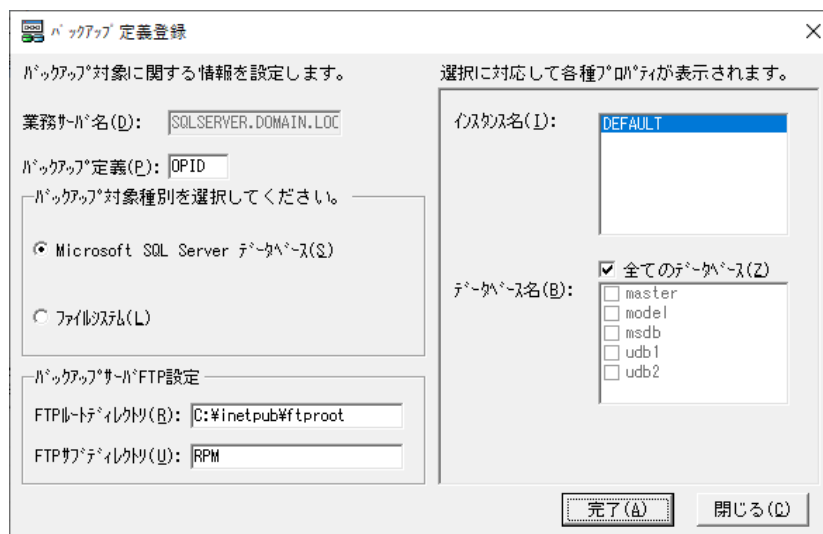 ﾊﾞｯｸｱｯﾌﾟ 定義登録
ﾊﾞｯｸｱｯﾌﾟ対象に関する情報を設定します。
業務ｻｰﾊﾞ名(D): SQLSERVER.DOMAIN.LOC
ﾊﾞｯｸｱｯﾌﾟ定義(P): OPID
ﾊﾞｯｸｱｯﾌﾟ対象種別を選択してください。
Microsoft SQL Server ﾃﾞｰﾀﾍﾞｰｽ(S)
ﾌｧｲﾙｼｽﾃﾑ(L)
ﾊﾞｯｸｱｯﾌﾟｻｰﾊﾞFTP設定
FTPﾙｰﾄﾃﾞｨﾚｸﾄﾘ(R): C:¥inetpub¥ftproot
FTPｻﾌﾞﾃﾞｨﾚｸﾄﾘ(U): RPM
選択に対応して各種ﾌﾟﾛﾊﾟﾃｨが表示されます。
ｲﾝｽﾀﾝｽ名(I): DEFAULT
全てのﾃﾞｰﾀﾍﾞｰｽ(Z)
ﾃﾞｰﾀﾍﾞｰｽ名(B):
master
model
msdb
udb1
udb2
完了(A) 閉じる(C)